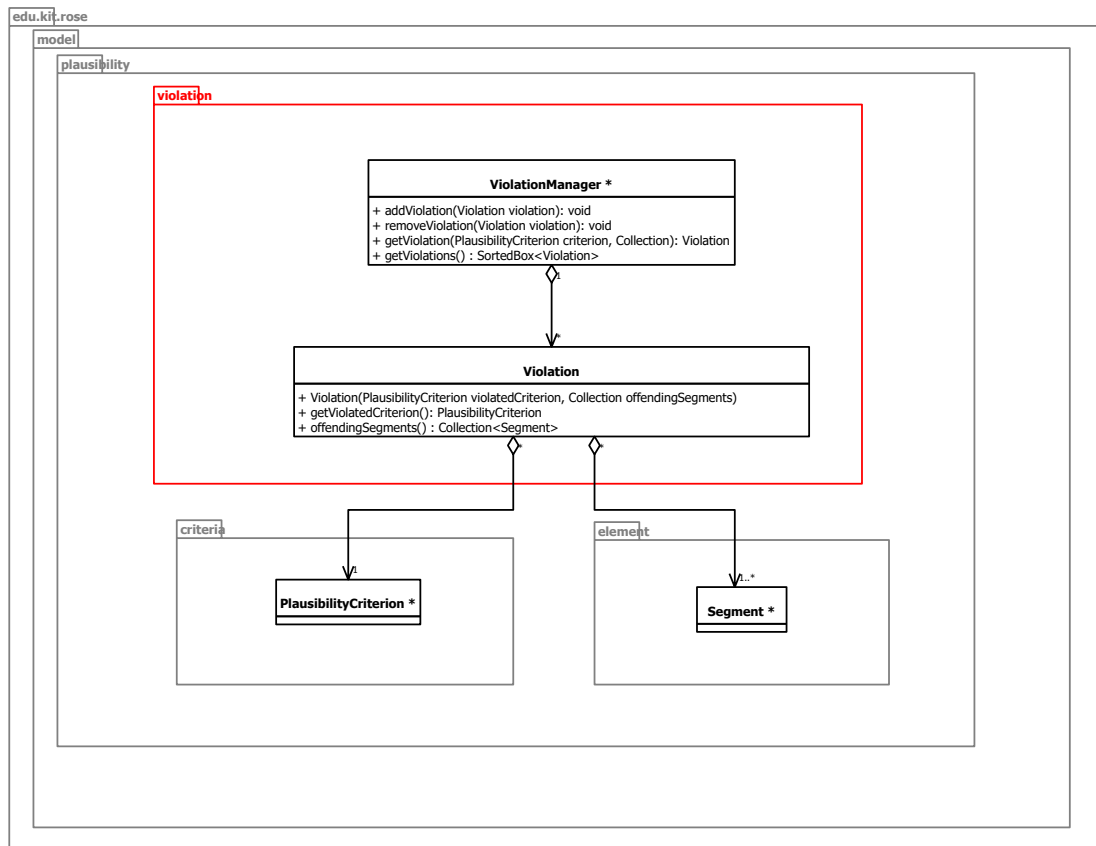 edu.kit.rose
model
plausibility
violation
ViolationManager *
+ addViolation(Violation violation): void
+ removeViolation(Violation violation): void
+ getViolation(PlausibilityCriterion criterion, Collection): Violation
+ getViolations() : SortedBox<Violation>
1
*
Violation
+ Violation(PlausibilityCriterion violatedCriterion, Collection offendingSegments)
+ getViolatedCriterion(): PlausibilityCriterion
+ offendingSegments() : Collection<Segment>
*
*
criteria
element
1
1..*
PlausibilityCriterion *
Segment *